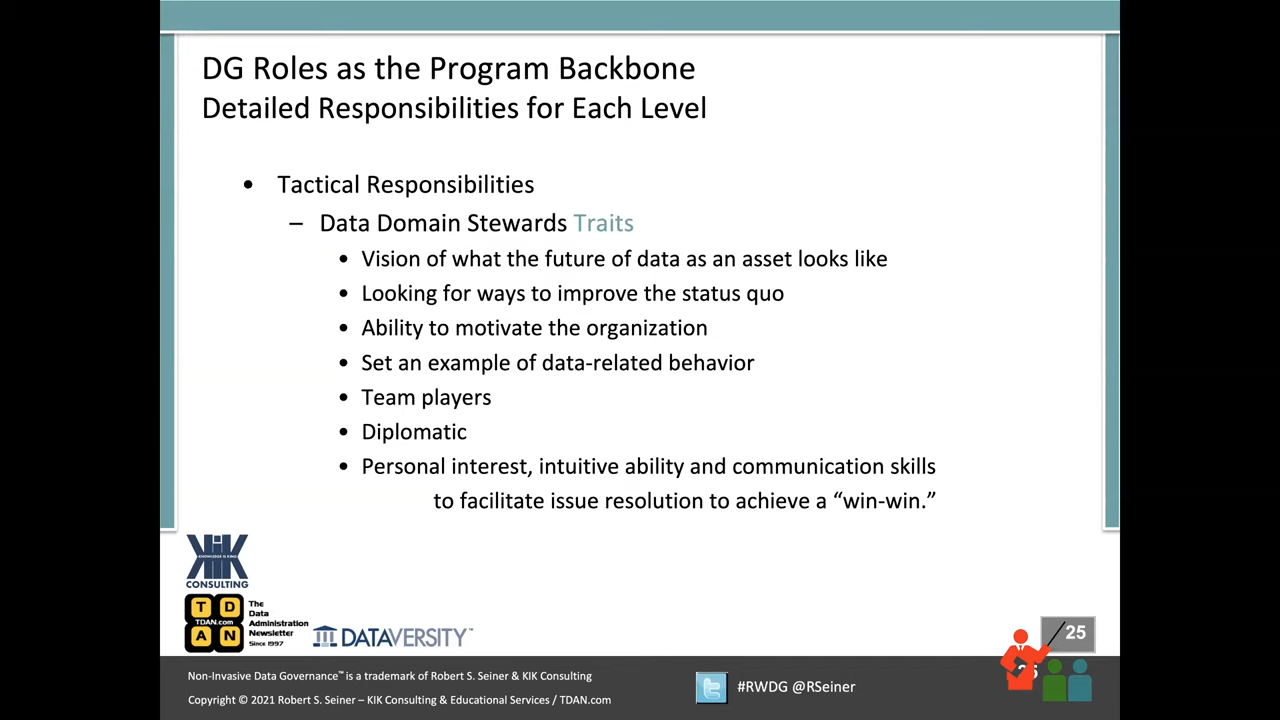 DG Roles as the Program Backbone
Detailed Responsibilities for Each Level
• Tactical Responsibilities
– Data Domain Stewards Traits
• Vision of what the future of data as an asset looks like
• Looking for ways to improve the status quo
• Ability to motivate the organization
• Set an example of data-related behavior
• Team players
• Diplomatic
• Personal interest, intuitive ability and communication skills
to facilitate issue resolution to achieve a “win-win.”
KIK
KNOWLEDGE IS KING
CONSULTING
T D
TDAN.com
A N
The
Data
Administration
Newsletter
Since 1997
DATAVERSITY™
25
Non-Invasive Data Governance™ is a trademark of Robert S. Seiner & KIK Consulting
Copyright © 2021 Robert S. Seiner – KIK Consulting & Educational Services / TDAN.com
#RWDG @RSeiner